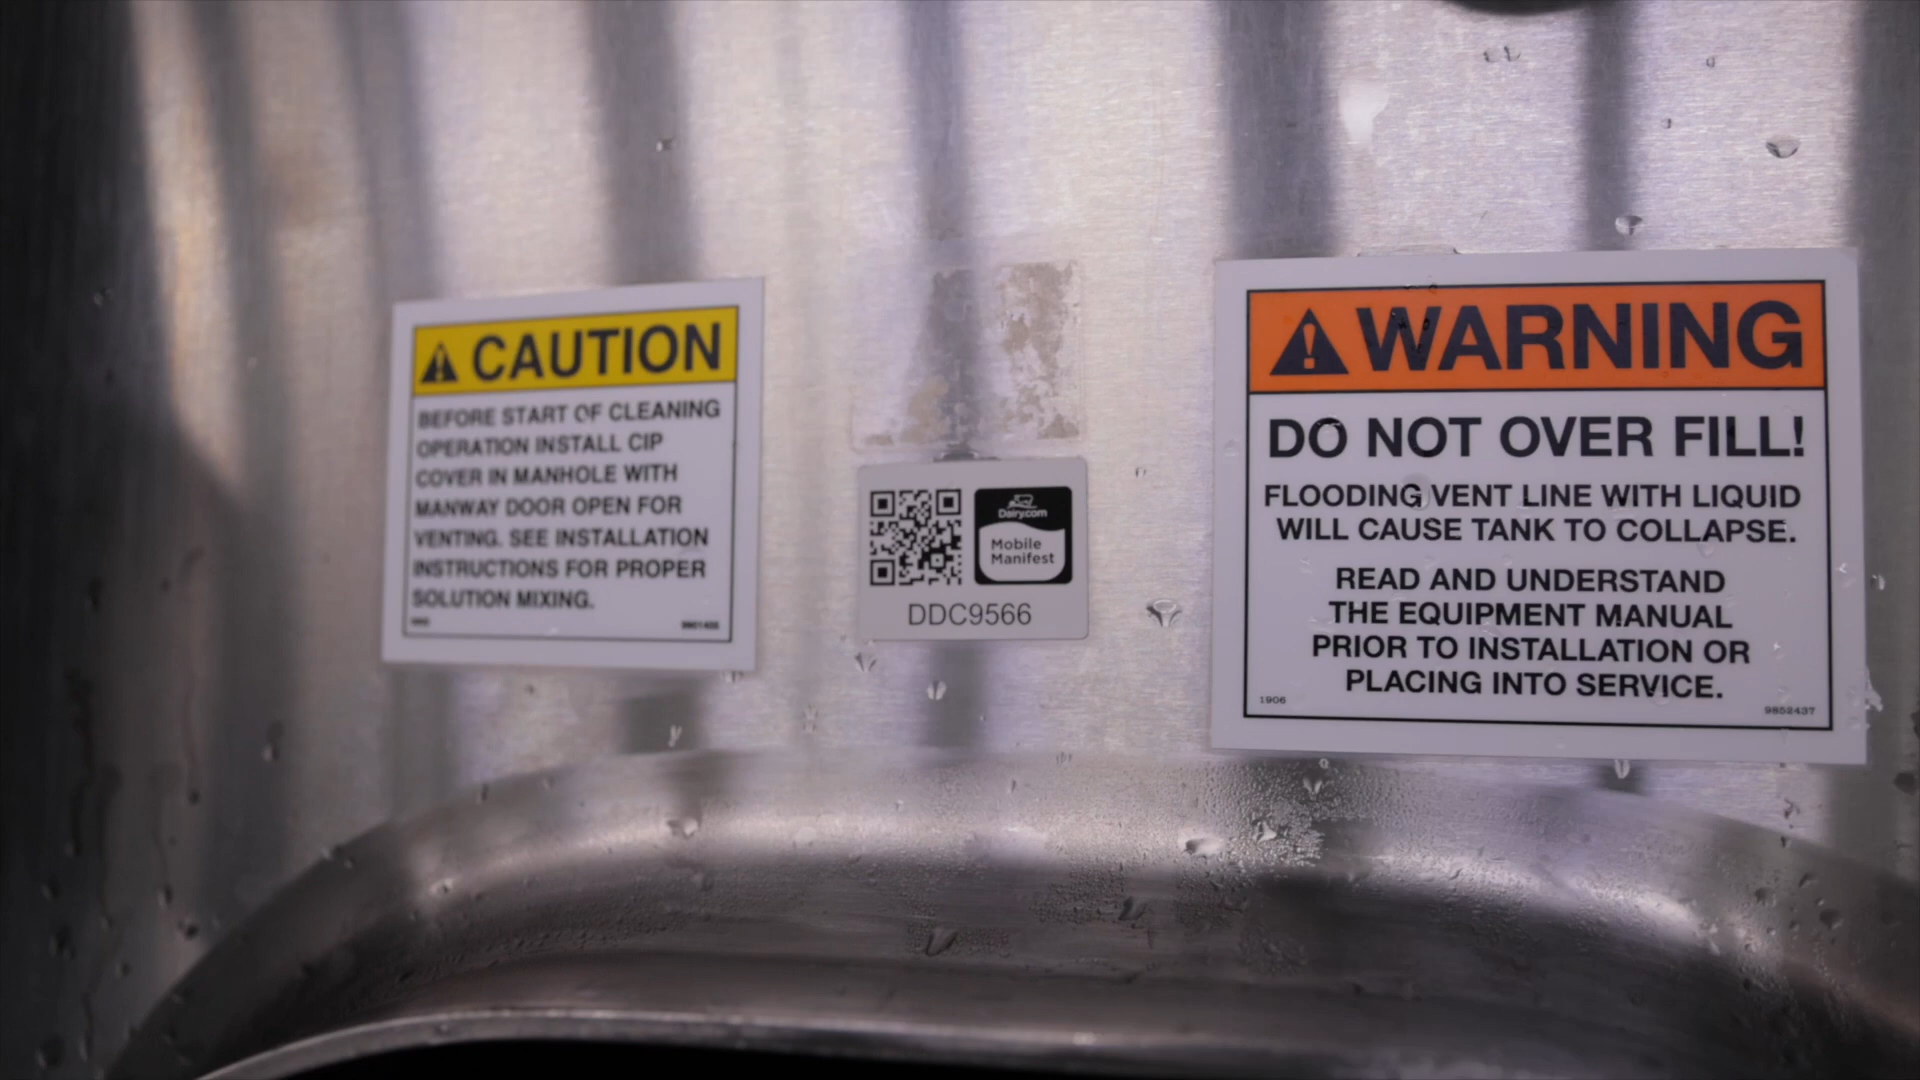 CAUTION
BEFORE START OF CLEANING
OPERATION INSTALL CIP
COVER IN MANHOLE WITH
MANWAY DOOR OPEN FOR
VENTING. SEE INSTALLATION
INSTRUCTIONS FOR PROPER
SOLUTION MIXING.
Dairy.com
Mobile
Manifest
DDC9566
WARNING
DO NOT OVER FILL!
FLOODING VENT LINE WITH LIQUID
WILL CAUSE TANK TO COLLAPSE.
READ AND UNDERSTAND
THE EQUIPMENT MANUAL
PRIOR TO INSTALLATION OR
PLACING INTO SERVICE.
1906
9852437